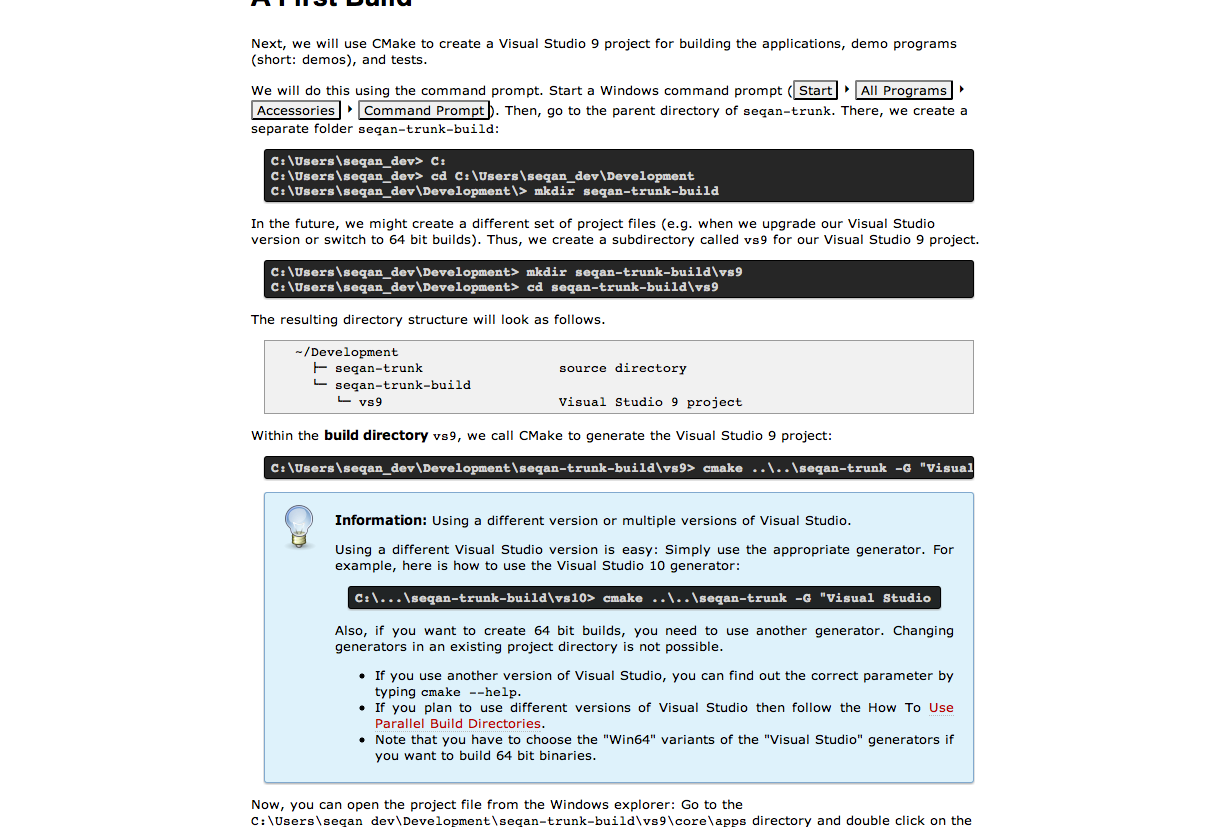 A First Build
Next, we will use CMake to create a Visual Studio 9 project for building the applications, demo programs
(short: demos), and tests.
We will do this using the command prompt. Start a Windows command prompt (Start ‣ All Programs ‣
Accessories ‣ Command Prompt). Then, go to the parent directory of seqan-trunk. There, we create a
separate folder seqan-trunk-build:
C:\Users\seqan_dev> C:
C:\Users\seqan_dev> cd C:\Users\seqan_dev\Development
C:\Users\seqan_dev\Development\> mkdir seqan-trunk-build
In the future, we might create a different set of project files (e.g. when we upgrade our Visual Studio
version or switch to 64 bit builds). Thus, we create a subdirectory called vs9 for our Visual Studio 9 project.
C:\Users\seqan_dev\Development> mkdir seqan-trunk-build\vs9
C:\Users\seqan_dev\Development> cd seqan-trunk-build\vs9
The resulting directory structure will look as follows.
~/Development
├─ seqan-trunk source directory
└─ seqan-trunk-build
└─ vs9 Visual Studio 9 project
Within the build directory vs9, we call CMake to generate the Visual Studio 9 project:
C:\Users\seqan_dev\Development\seqan-trunk-build\vs9> cmake ..\..\seqan-trunk -G "Visual
Information: Using a different version or multiple versions of Visual Studio.
Using a different Visual Studio version is easy: Simply use the appropriate generator. For
example, here is how to use the Visual Studio 10 generator:
C:\...\seqan-trunk-build\vs10> cmake ..\..\seqan-trunk -G "Visual Studio
Also, if you want to create 64 bit builds, you need to use another generator. Changing
generators in an existing project directory is not possible.
• If you use another version of Visual Studio, you can find out the correct parameter by
typing cmake --help.
• If you plan to use different versions of Visual Studio then follow the How To Use
Parallel Build Directories.
• Note that you have to choose the "Win64" variants of the "Visual Studio" generators if
you want to build 64 bit binaries.
Now, you can open the project file from the Windows explorer: Go to the
C:\Users\seqan_dev\Development\seqan-trunk-build\vs9\core\apps directory and double click on the